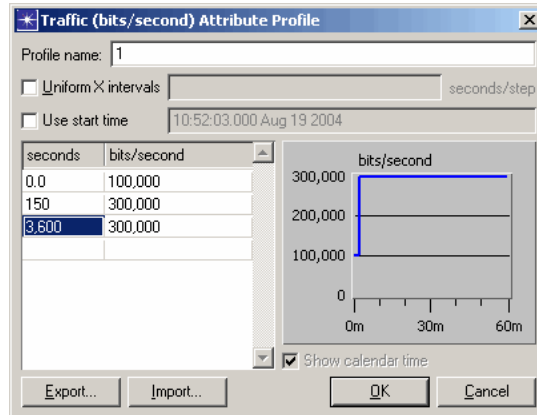 Traffic (bits/second) Attribute Profile
Profile name: 1
Uniform X intervals seconds/step
Use start time 10:52:03.000 Aug 19 2004
seconds bits/second
0.0 100,000
150 300,000
3,600 300,000
bits/second
300,000
200,000
100,000
0
0m 30m 60m
Show calendar time
Export... Import... OK Cancel